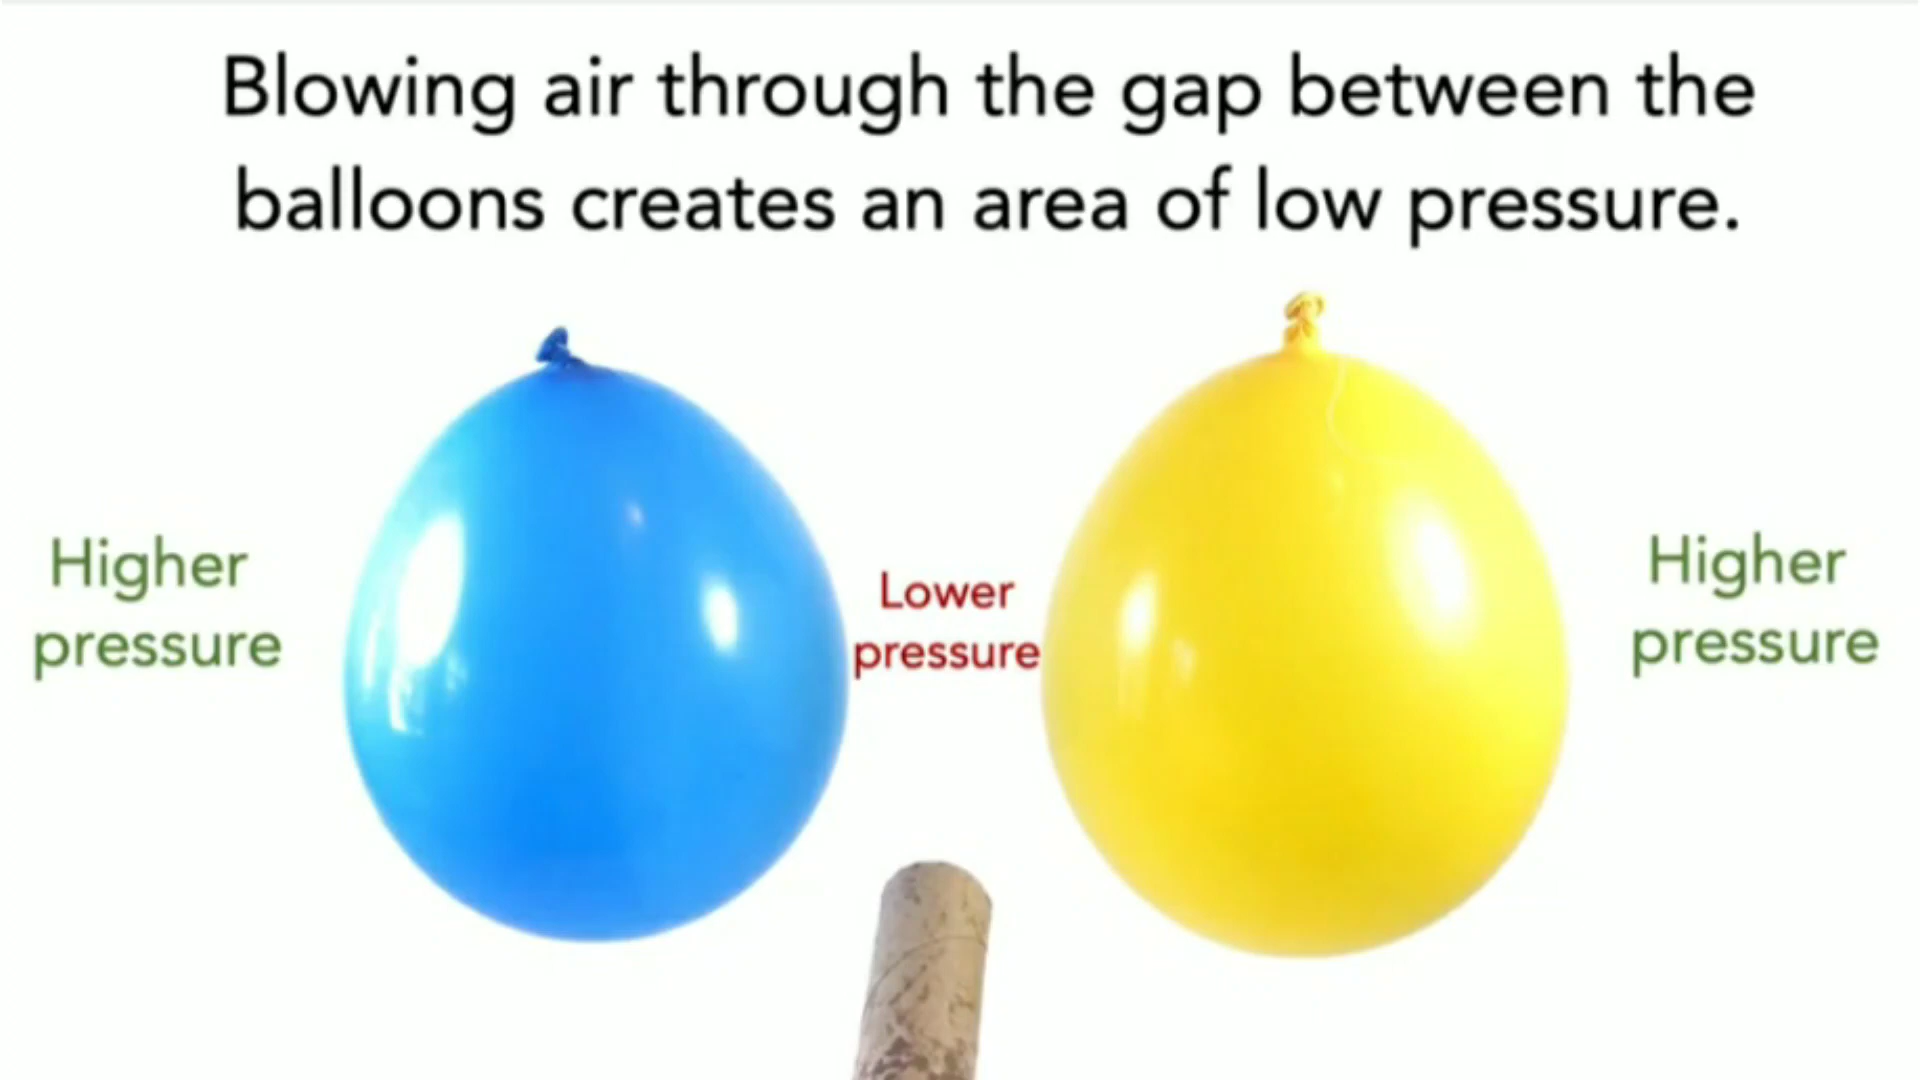 Blowing air through the gap between the
balloons creates an area of low pressure.
Higher
pressure
Lower
pressure
Higher
pressure